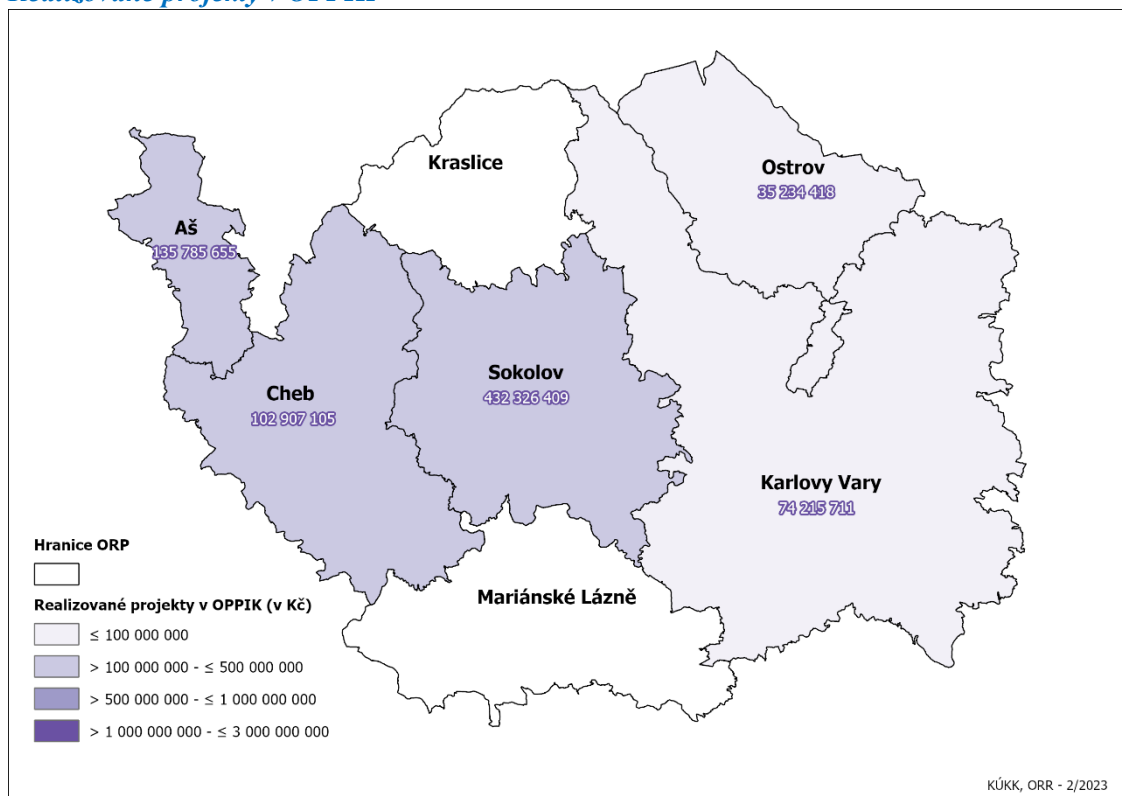 Kraslice
Ostrov
35 234 418
Aš
135 785 655
Sokolov
432 326 409
Cheb
102 907 105
Karlovy Vary
74 215 711
Mariánské Lázně
Hranice ORP
Realizované projekty v OPPIK (v Kč)
≤ 100 000 000
> 100 000 000 - ≤ 500 000 000
> 500 000 000 - ≤ 1 000 000 000
> 1 000 000 000 - ≤ 3 000 000 000
KÚKK, ORR - 2/2023